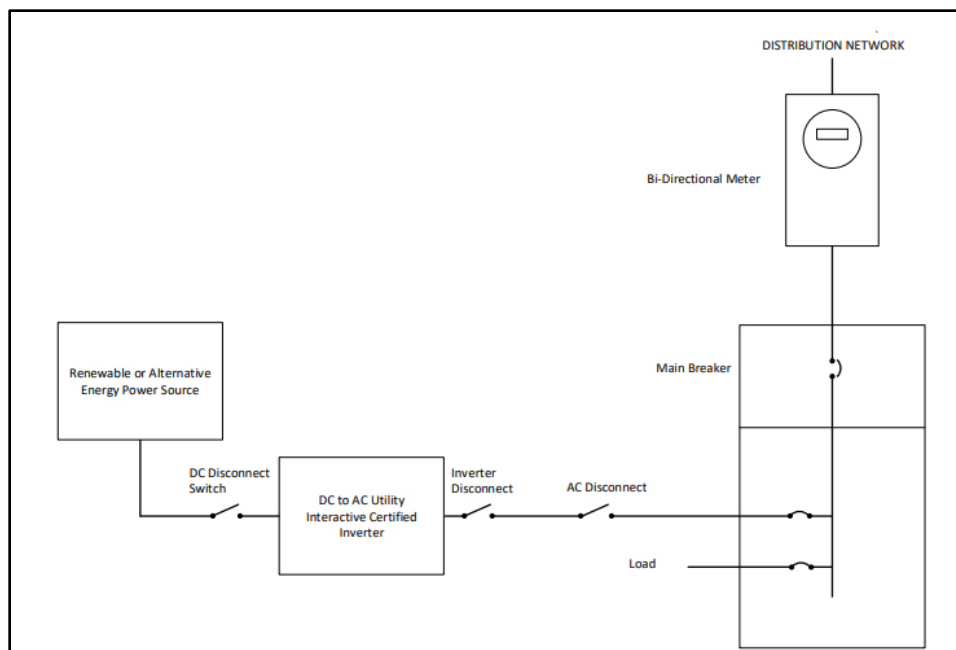 DISTRIBUTION NETWORK
Bi-Directional Meter
Renewable or Alternative
Energy Power Source
Main Breaker
DC Disconnect
Switch
DC to AC Utility
Interactive Certified
Inverter
Inverter
Disconnect
AC Disconnect
Load